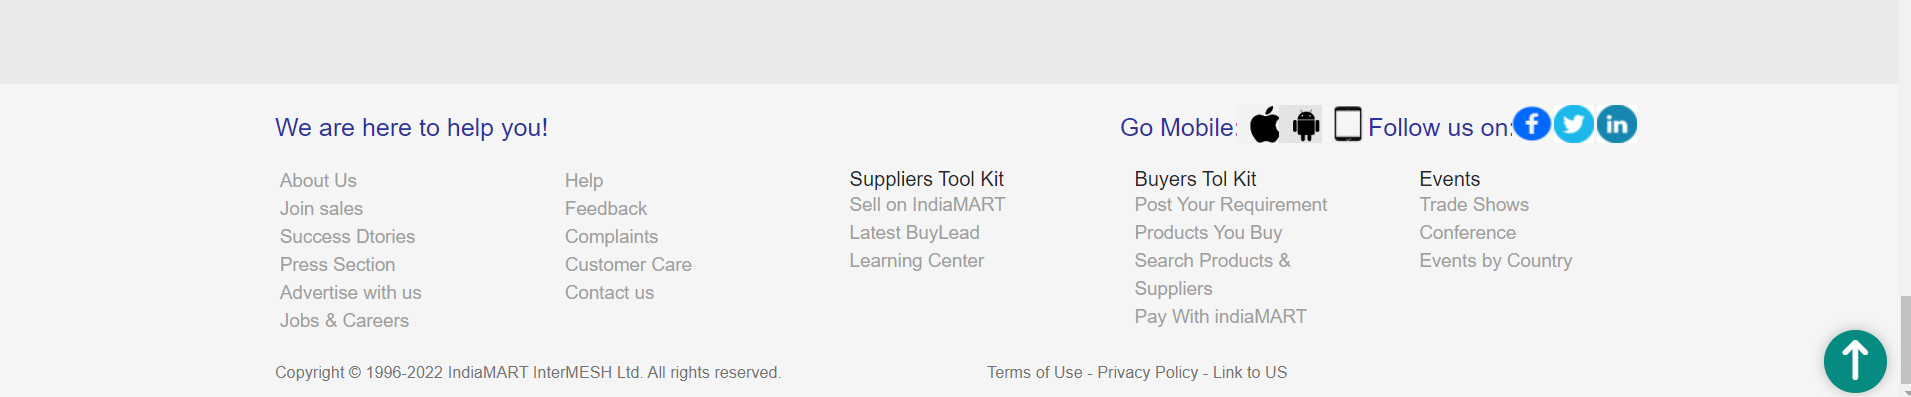 We are here to help you!
Go Mobile:
Follow us on:
About Us
Join sales
Success Dtories
Press Section
Advertise with us
Jobs & Careers
Help
Feedback
Complaints
Customer Care
Contact us
Suppliers Tool Kit
Sell on IndiaMART
Latest BuyLead
Learning Center
Buyers Tol Kit
Post Your Requirement
Products You Buy
Search Products &
Suppliers
Pay With indiaMART
Events
Trade Shows
Conference
Events by Country
Copyright © 1996-2022 IndiaMART InterMESH Ltd. All rights reserved.
Terms of Use - Privacy Policy - Link to US